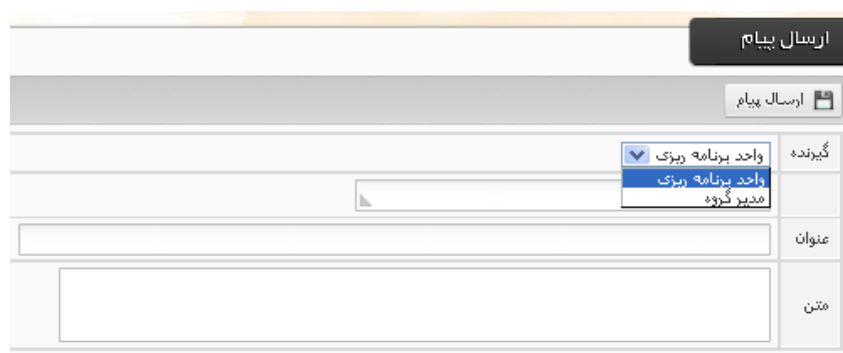 ارسال پیام
ارسال پیام
گیرنده
واحد برنامه ریزی
واحد برنامه ریزی
مدیر گروه
عنوان
متن